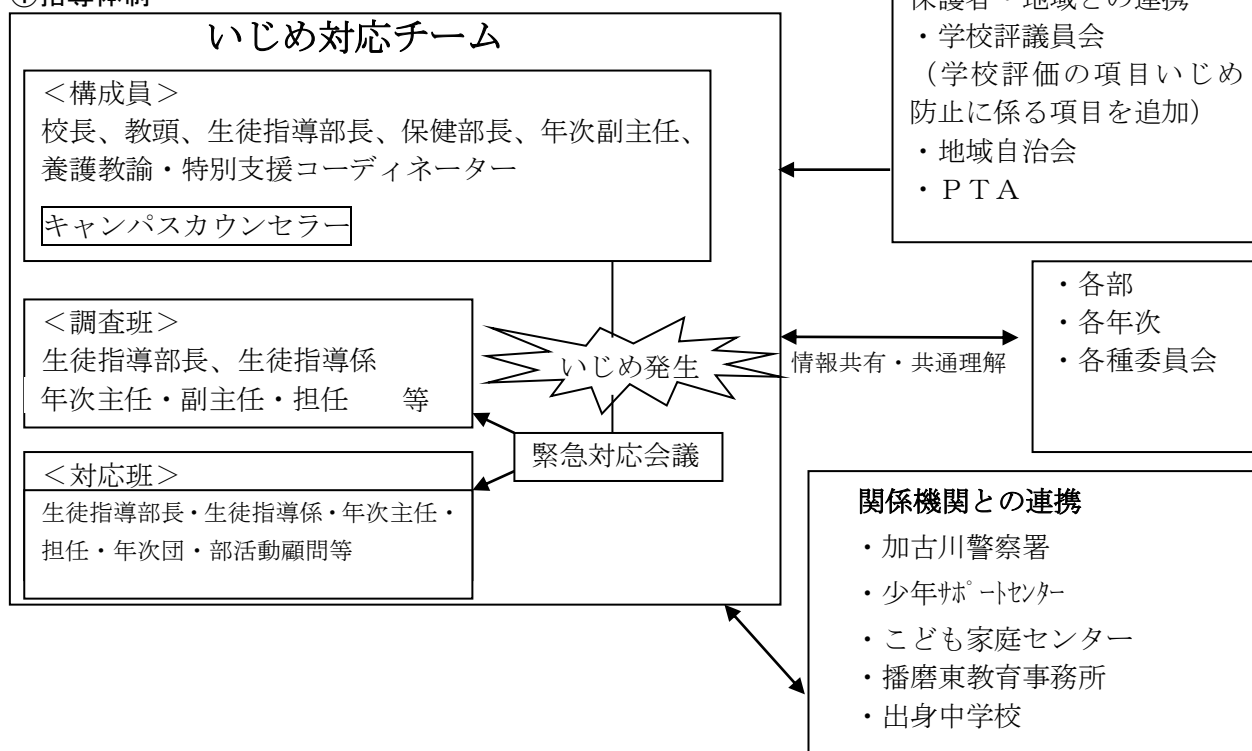 ①指導体制
いじめ対応チーム
＜構成員＞
校長、教頭、生徒指導部長、保健部長、年次副主任、
養護教諭・特別支援コーディネーター
キャンパスカウンセラー
＜調査班＞
生徒指導部長、生徒指導係
年次主任・副主任・担任　　等
いじめ発生
緊急対応会議
＜対応班＞
生徒指導部長・生徒指導係・年次主任・
担任・年次団・部活動顧問等
保護者・地域との連携
・学校評議員会
（学校評価の項目いじめ
防止に係る項目を追加）
・地域自治会
・ＰＴＡ
情報共有・共通理解
・各部
・各年次
・各種委員会
関係機関との連携
・加古川警察署
・少年ｻﾎﾟｰﾄｾﾝﾀｰ
・こども家庭センター
・播磨東教育事務所
・出身中学校